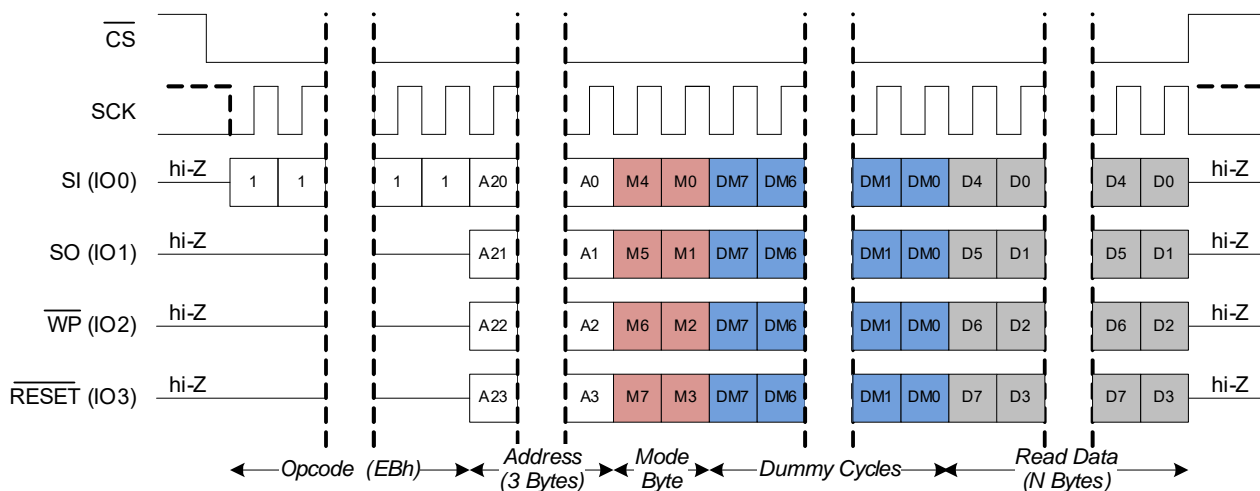 CS
SCK
SI (IO0) hi-Z 1 1 1 1 A20 A0 M4 M0 DM7 DM6 DM1 DM0 D4 D0 D4 D0 hi-Z
SO (IO1) hi-Z A21 A1 M5 M1 DM7 DM6 DM1 DM0 D5 D1 D5 D1 hi-Z
WP (IO2) hi-Z A22 A2 M6 M2 DM7 DM6 DM1 DM0 D6 D2 D6 D2 hi-Z
RESET (IO3) hi-Z A23 A3 M7 M3 DM7 DM6 DM1 DM0 D7 D3 D7 D3 hi-Z
Opcode (EBh) Address Mode Dummy Cycles Read Data
(3 Bytes) Byte (N Bytes)